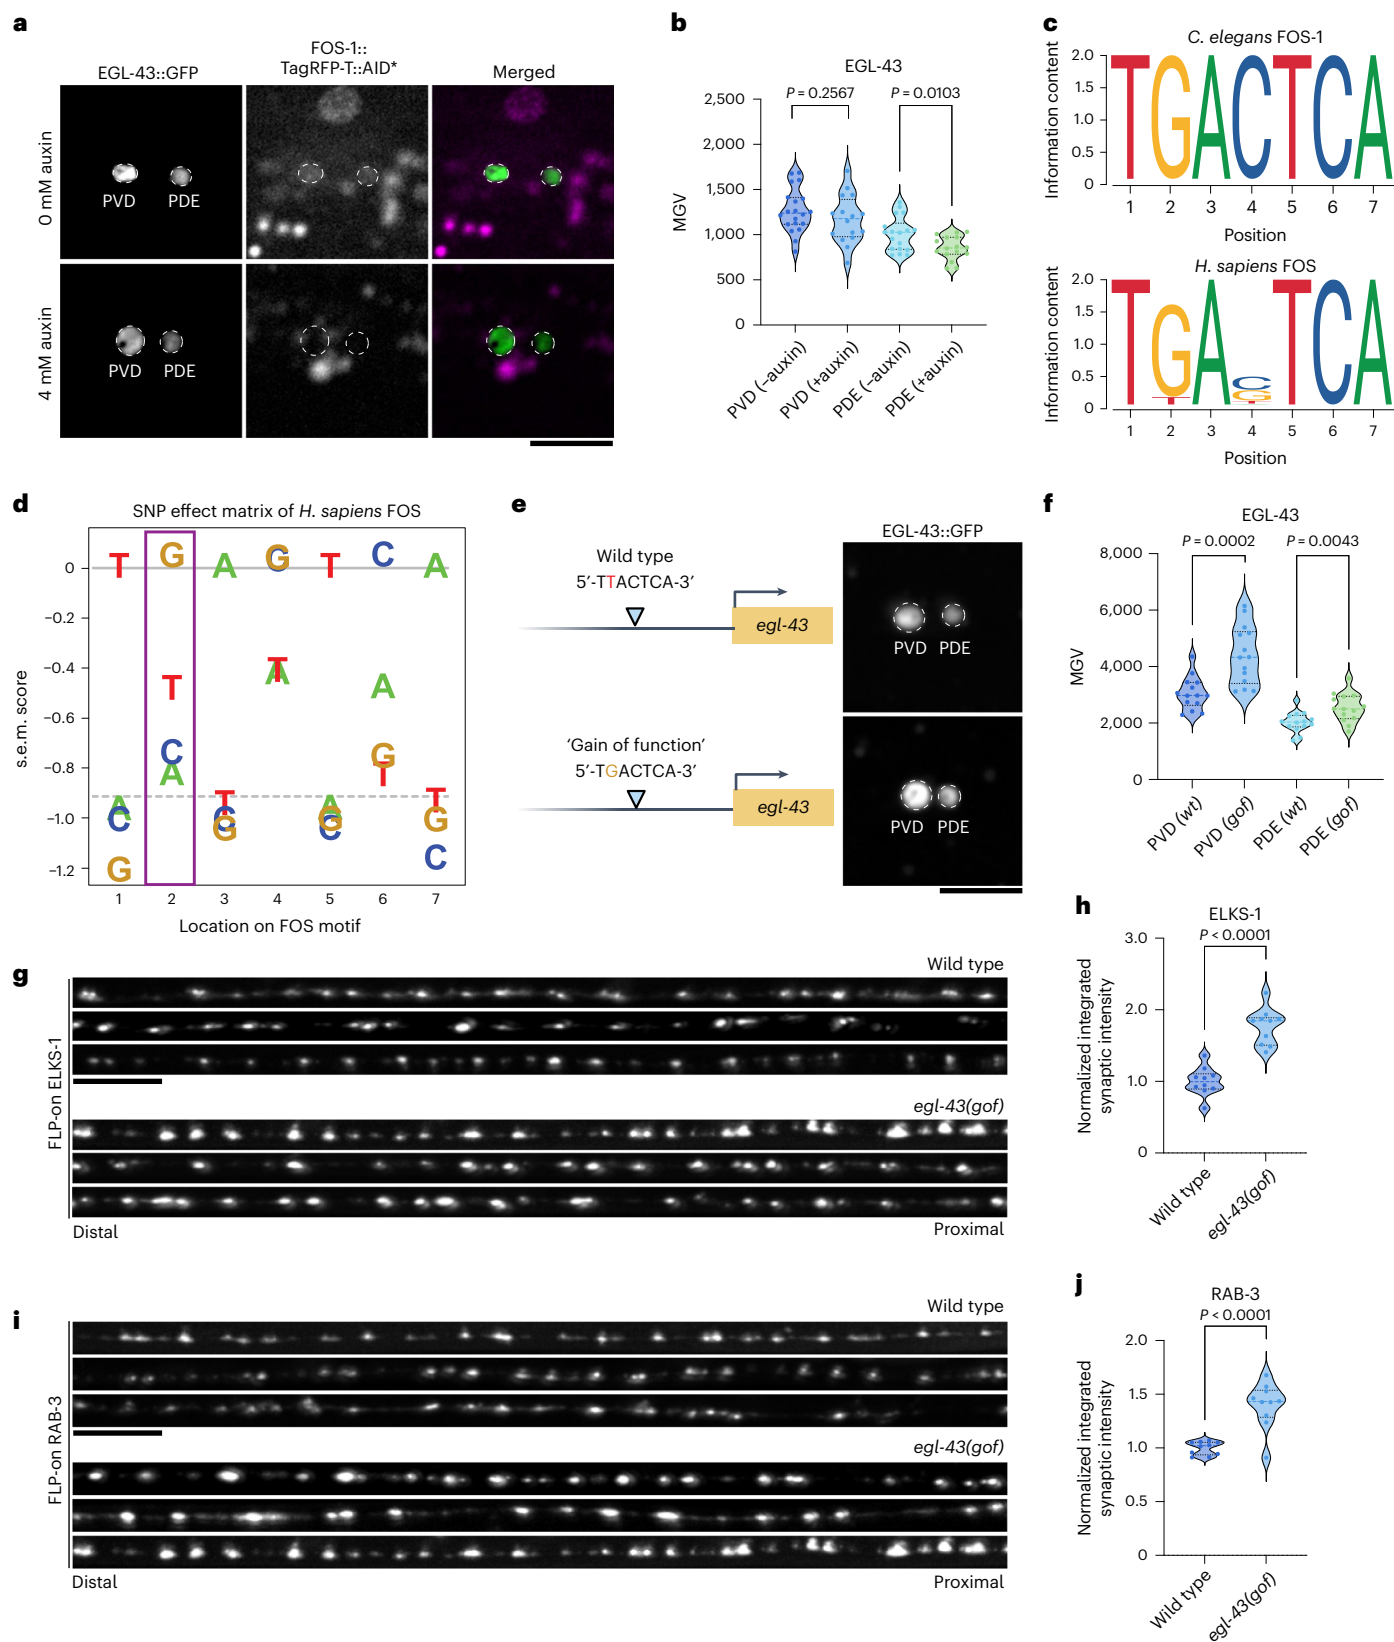 a
FOS-1::
EGL-43::GFP
TagRFP-T::AID*
Merged
0 mM auxin
PVD
PDE
4 mM auxin
PVD
PDE
b
EGL-43
P = 0.2567
P = 0.0103
MGV
2,500
2,000
1,500
1,000
500
0
PVD (−auxin)
PVD (+auxin)
PDE (−auxin)
PDE (+auxin)
c
C. elegans FOS-1
Information content
2.0
1.5
1.0
0.5
0
TGACTCA
1 2 3 4 5 6 7
Position
H. sapiens FOS
Information content
2.0
1.5
1.0
0.5
0
T G A C T C A
T G
T
1 2 3 4 5 6 7
Position
d
SNP effect matrix of H. sapiens FOS
s.e.m. score
0
−0.2
−0.4
−0.6
−0.8
−1.0
−1.2
T G A G C T C A
T T A A
C G
A T
A T A T
C C G G C G
G C
1 2 3 4 5 6 7
Location on FOS motif
e
EGL-43::GFP
Wild type
5′-TTACTCA-3′
egl-43
PVD
PDE
‘Gain of function’
5′-TGACTCA-3′
egl-43
PVD
PDE
f
EGL-43
P = 0.0002
P = 0.0043
MGV
8,000
6,000
4,000
2,000
0
PVD (wt)
PVD (gof)
PDE (wt)
PDE (gof)
g
Wild type
FLP-on ELKS-1
egl-43(gof)
Distal
Proximal
h
ELKS-1
P < 0.0001
Normalized integrated
synaptic intensity
3.0
2.0
1.0
0
Wild type
egl-43(gof)
i
Wild type
FLP-on RAB-3
egl-43(gof)
Distal
Proximal
j
RAB-3
P < 0.0001
Normalized integrated
synaptic intensity
2.0
1.5
1.0
0.5
0
Wild type
egl-43(gof)